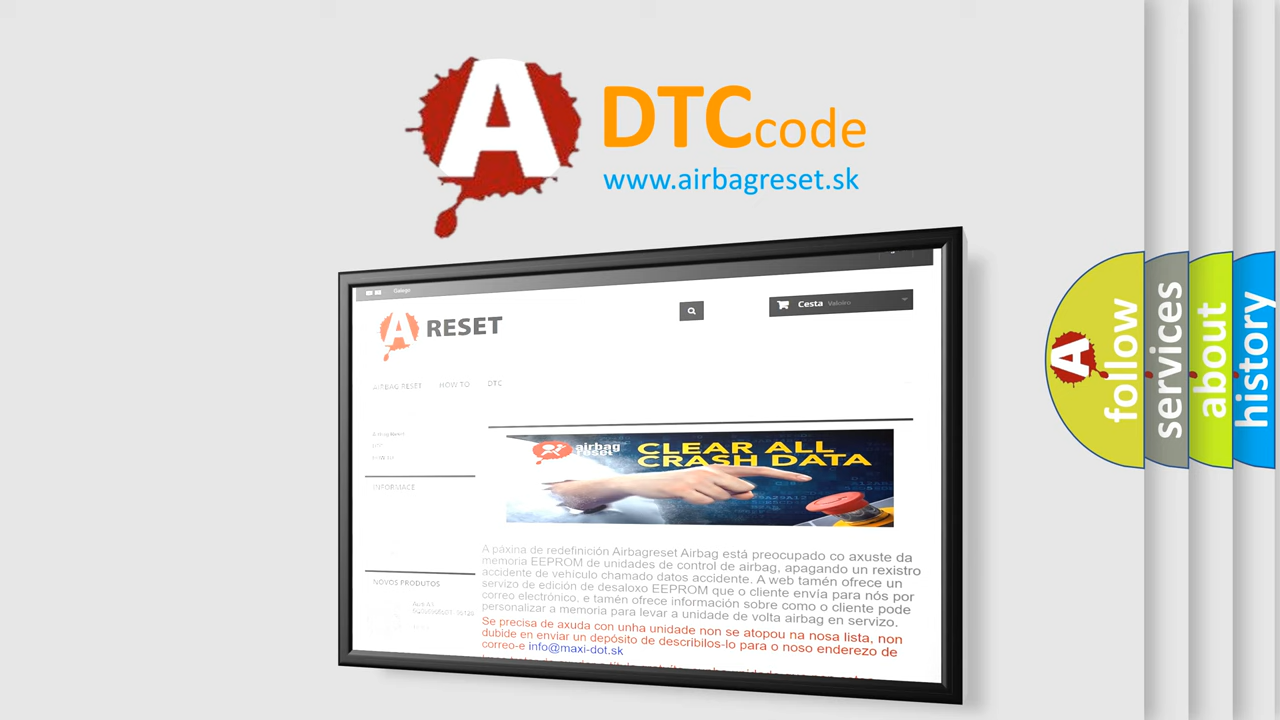 A
DTCcode
www.airbagreset.sk
Galego
A RESET
Cesta Valeiro
AIRBAG RESET HOW TO DTC
INFORMACE
NOVOS PRODUTOS
airbag
reset
CLEAR ALL
CRASH DATA
A páxina de redefinición Airbagreset Airbag está preocupado co axuste da
memoria EEPROM de unidades de control de airbag, apagando un rexistro
accidente de vehículo chamado datos accidente. A web tamén ofrece un
servizo de edición de desaloxo EEPROM que o cliente envía para nós por
correo electrónico, e tamén ofrece información sobre como o cliente pode
personalizar a memoria para levar a unidade de volta airbag en servizo.
Se precisa de axuda con unha unidade non se atopou na nosa lista, non
dubide en enviar un depósito de describilos-lo para o noso enderezo de
correo-e info@maxi-dot.sk
A
follow
services
about
history